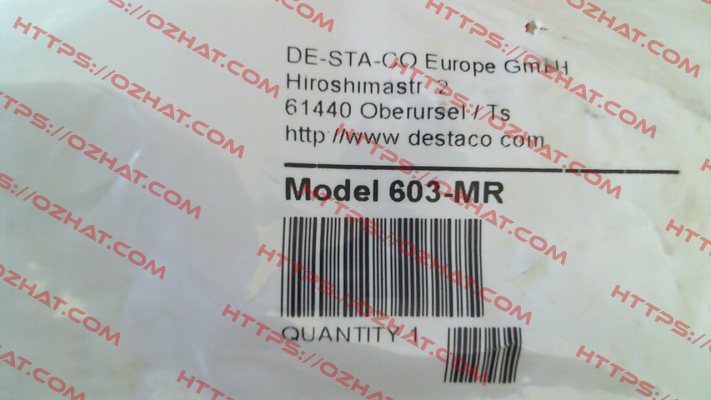 DE-STA-CO Europe GmbH
Hiroshimastr 2
61440 Oberursel / Ts
http //www destaco com
Model 603-MR
QUANTITY 1
HTTPS://OZHAT.COM